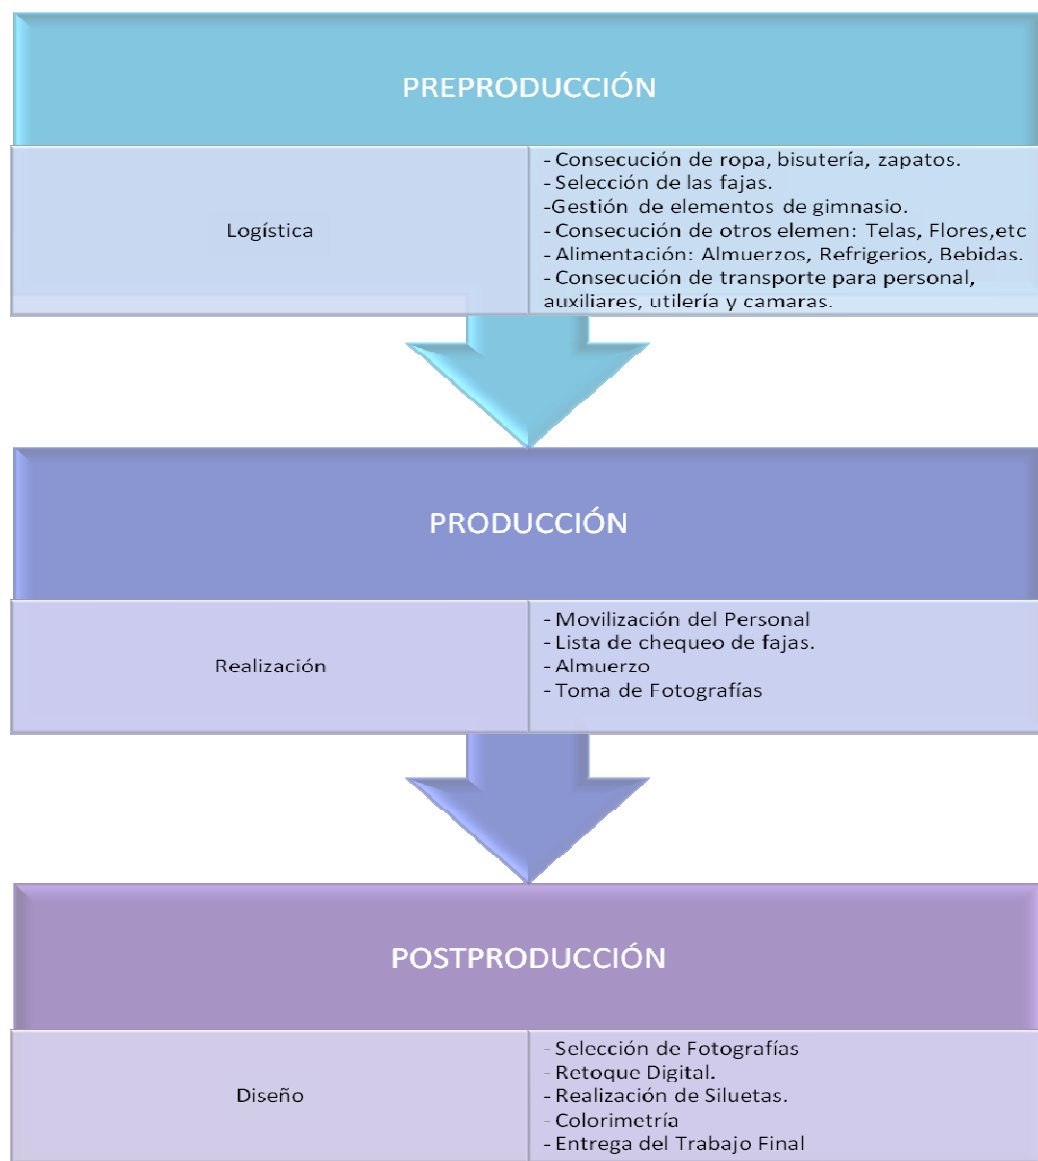 PREPRODUCCIÓN
Logística
- Consecución de ropa, bisutería, zapatos.
- Selección de las fajas.
-Gestión de elementos de gimnasio.
- Consecución de otros elemen: Telas, Flores,etc
- Alimentación: Almuerzos, Refrigerios, Bebidas.
- Consecución de transporte para personal,
auxiliares, utilería y camaras.
PRODUCCIÓN
Realización
- Movilización del Personal
- Lista de chequeo de fajas.
- Almuerzo
- Toma de Fotografías
POSTPRODUCCIÓN
Diseño
- Selección de Fotografías
- Retoque Digital.
- Realización de Siluetas.
- Colorimetría
- Entrega del Trabajo Final